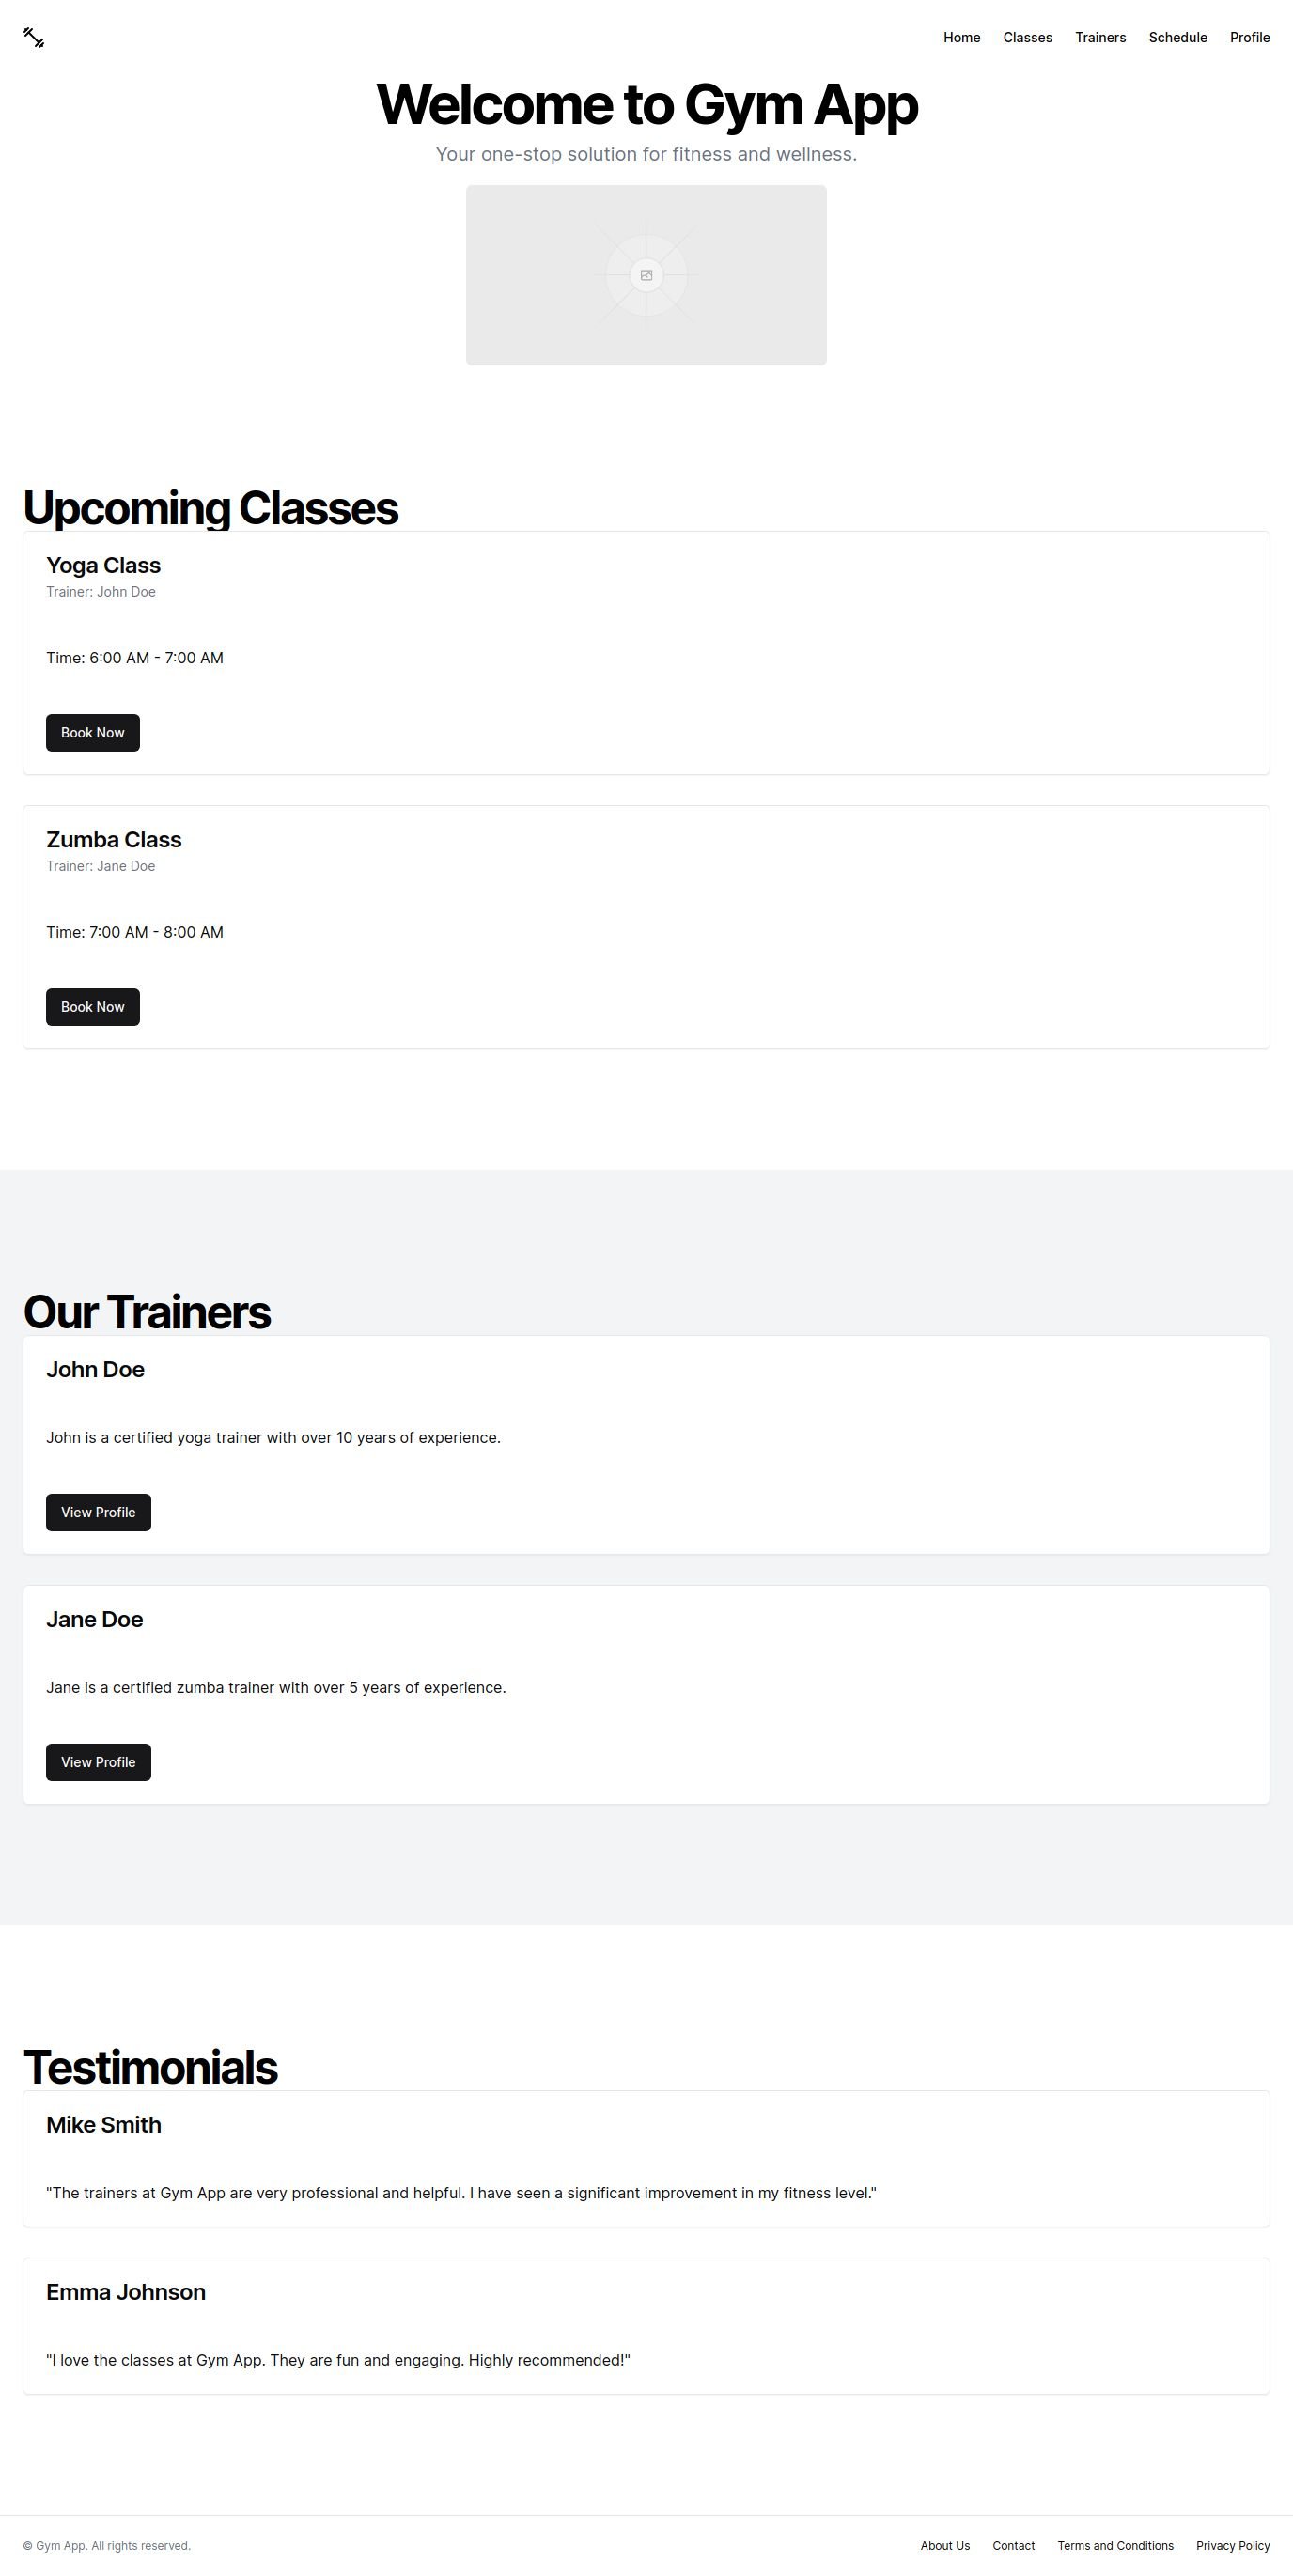 Home Classes Trainers Schedule Profile
Welcome to Gym App
Your one-stop solution for fitness and wellness.
Upcoming Classes
Yoga Class
Trainer: John Doe
Time: 6:00 AM - 7:00 AM
Book Now
Zumba Class
Trainer: Jane Doe
Time: 7:00 AM - 8:00 AM
Book Now
Our Trainers
John Doe
John is a certified yoga trainer with over 10 years of experience.
View Profile
Jane Doe
Jane is a certified zumba trainer with over 5 years of experience.
View Profile
Testimonials
Mike Smith
"The trainers at Gym App are very professional and helpful. I have seen a significant improvement in my fitness level."
Emma Johnson
"I love the classes at Gym App. They are fun and engaging. Highly recommended!"
© Gym App. All rights reserved. About Us Contact Terms and Conditions Privacy Policy